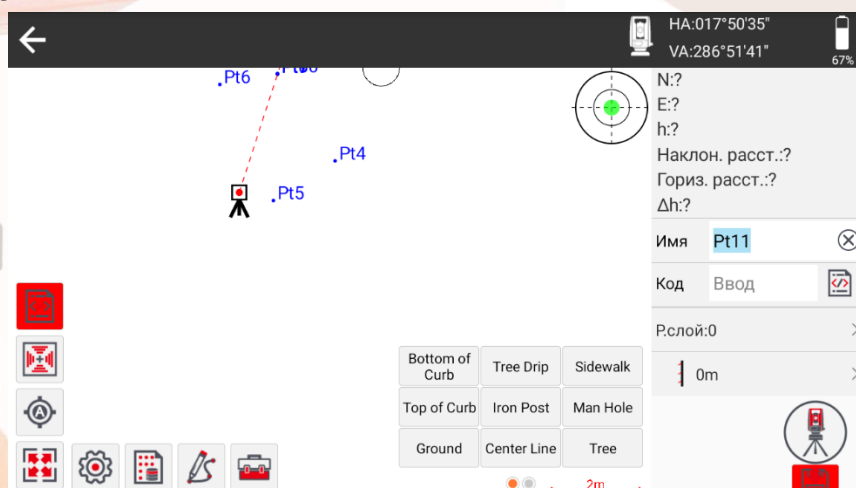 HA:017°50'35"
VA:286°51'41"
67%
N:?
E:?
h:?
Наклон. расст.:?
Гориз. расст.:?
Δh:?
Имя Pt11
Код Ввод
Р.слой:0
0m
Pt6
Pt4
Pt5
A
Bottom of Curb
Tree Drip
Sidewalk
Top of Curb
Iron Post
Man Hole
Ground
Center Line
Tree
2m